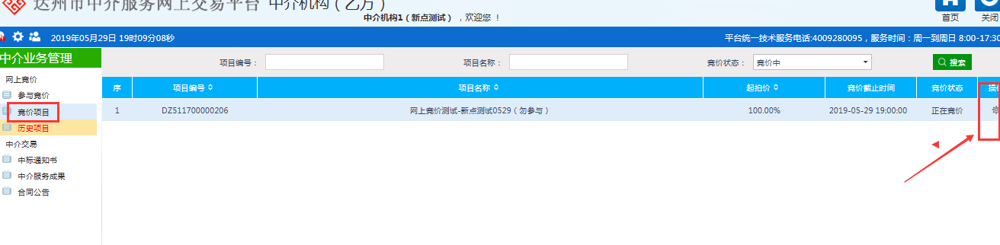 达州市中介服务网上交易平台 中介机构（乙方）
中介机构1（新点测试），欢迎您！
首页 关闭
2019年05月29日 19时09分08秒
平台统一技术服务电话:4009280095，服务时间：周一到周日 8:00-17:30
中介业务管理
项目编号： 项目名称： 竞价状态： 竞价中 搜索
网上竞价
参与竞价
竞价项目
历史项目
中介交易
中标通知书
中介服务成果
合同公告
序 项目编号 项目名称 起拍价 竞价截止时间 竞价状态 操作
1 DZ511700000206 网上竞价测试-新点测试0529（勿参与） 100.00% 2019-05-29 19:00:00 正在竞价